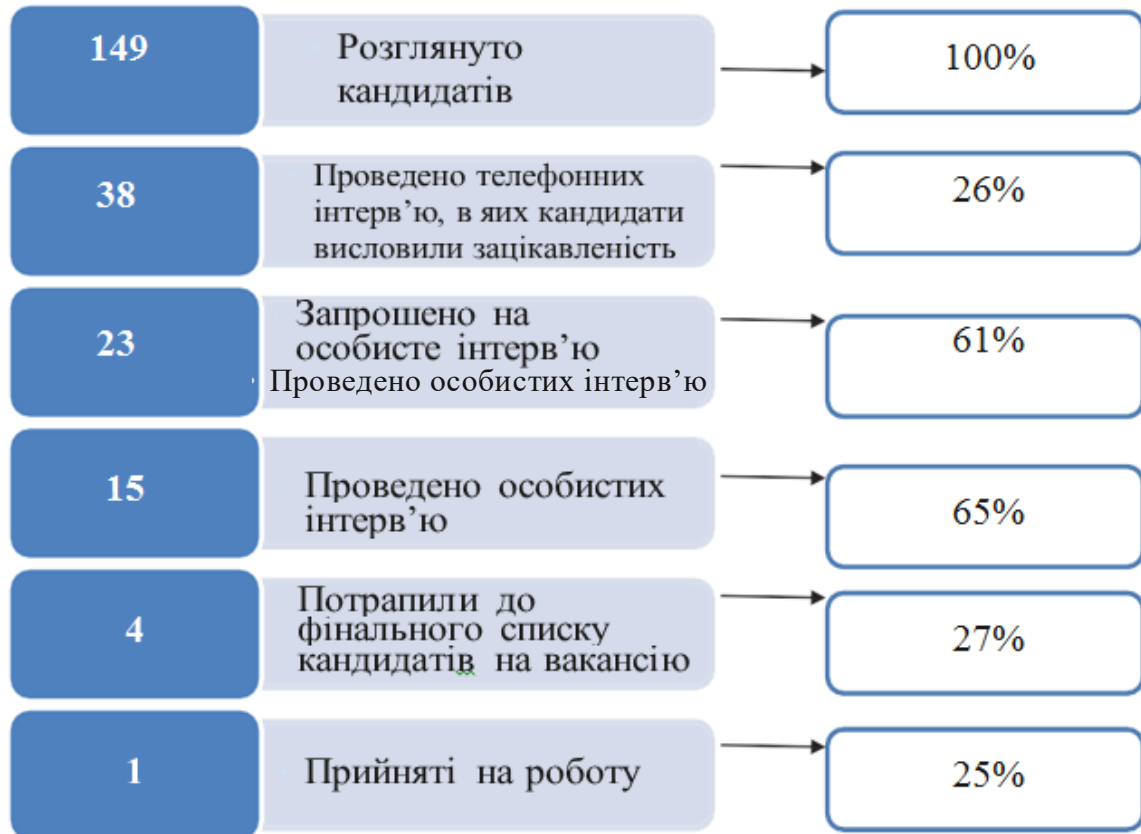 149
Розглянуто
кандидатів
100%
38
Проведено телефонних
інтерв’ю, в яих кандидати
висловили зацікавленість
26%
23
Запрошено на
особисте інтерв’ю
Проведено особистих інтерв’ю
61%
15
Проведено особистих
інтерв’ю
65%
4
Потрапили до
фінального списку
кандидатів на вакансію
27%
1
Прийняті на роботу
25%